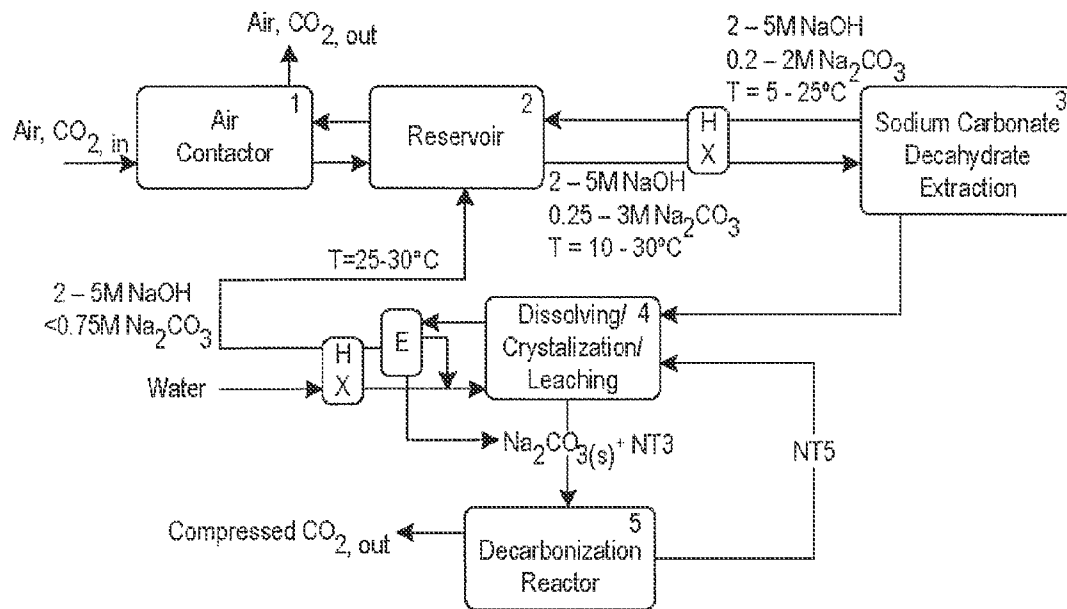 Air, CO2, out
2 – 5M NaOH
0.2 – 2M Na2CO3
T = 5 - 25ºC
1
Air
Contactor
2
Reservoir
H
X
3
Sodium Carbonate
Decahydrate
Extraction
Air, CO2, in
2 – 5M NaOH
0.25 – 3M Na2CO3
T = 10 - 30ºC
T=25-30°C
2 – 5M NaOH
<0.75M Na2CO3
Dissolving/ 4
Crystalization/
Leaching
E
H
X
Water
Na2CO3(s)+ NT3
NT5
Compressed CO2, out
5
Decarbonization
Reactor